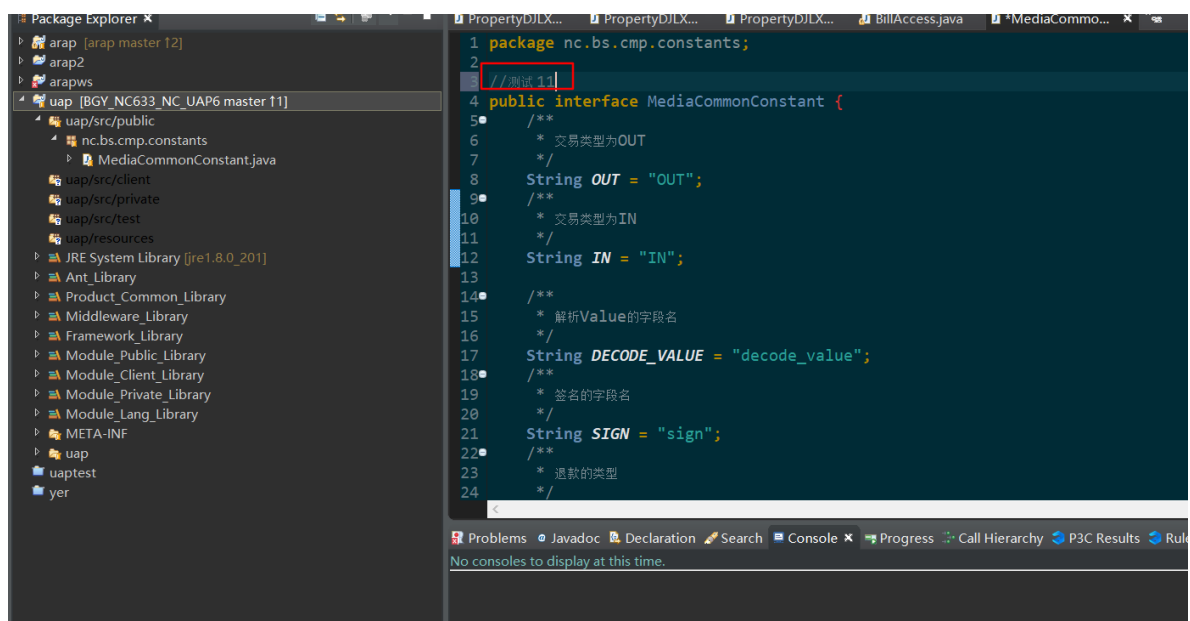 Package Explorer
arap [arap master ↑2]
arap2
arapws
uap [BGY_NC633_NC_UAP6 master ↑1]
uap/src/public
nc.bs.cmp.constants
MediaCommonConstant.java
uap/src/client
uap/src/private
uap/src/test
uap/resources
JRE System Library [jre1.8.0_201]
Ant_Library
Product_Common_Library
Middleware_Library
Framework_Library
Module_Public_Library
Module_Client_Library
Module_Private_Library
Module_Lang_Library
META-INF
uap
uaptest
yer
PropertyDJLX... PropertyDJLX... PropertyDJLX... BillAccess.java *MediaCommo...
1 package nc.bs.cmp.constants;
2
3 //测试11
4 public interface MediaCommonConstant {
5 /**
6 * 交易类型为OUT
7 */
8 String OUT = "OUT";
9 /**
10 * 交易类型为IN
11 */
12 String IN = "IN";
13
14 /**
15 * 解析Value的字段名
16 */
17 String DECODE_VALUE = "decode_value";
18 /**
19 * 签名的字段名
20 */
21 String SIGN = "sign";
22 /**
23 * 退款的类型
24 */
Problems Javadoc Declaration Search Console Progress Call Hierarchy P3C Results Rul
No consoles to display at this time.